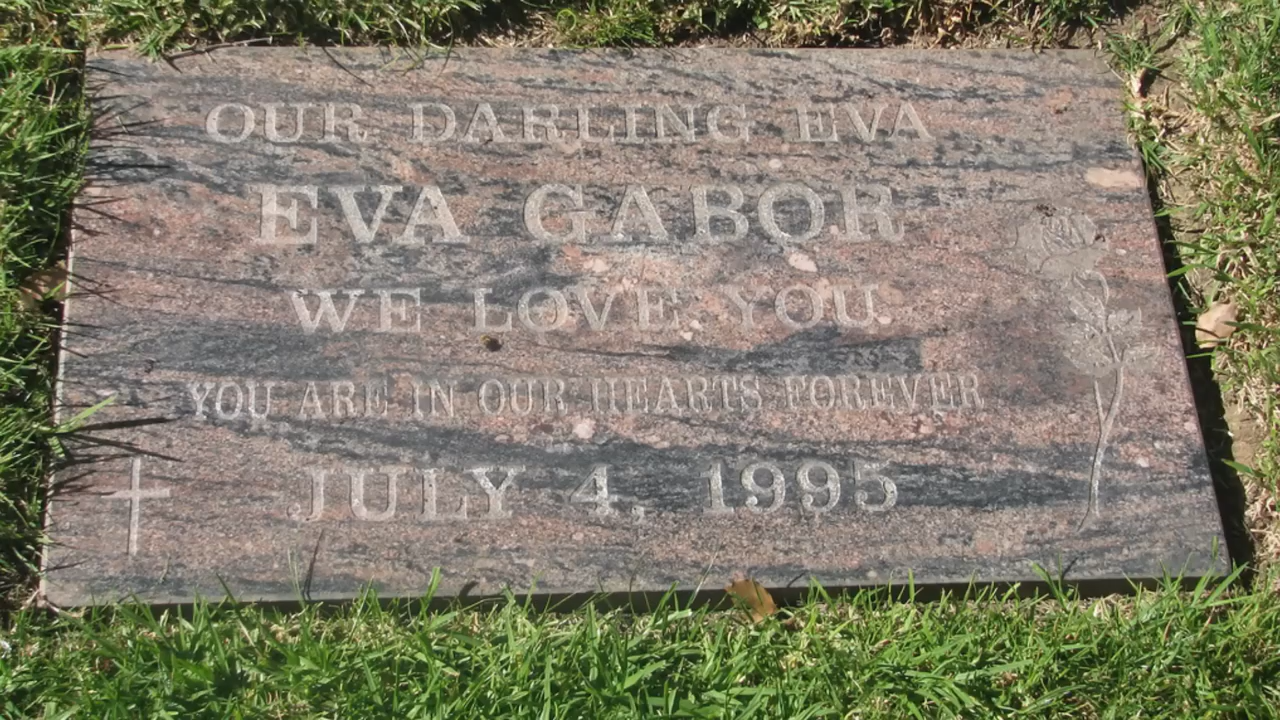 OUR DARLING EVA
EVA GABOR
WE LOVE YOU
YOU ARE IN OUR HEARTS FOREVER
JULY 4, 1995